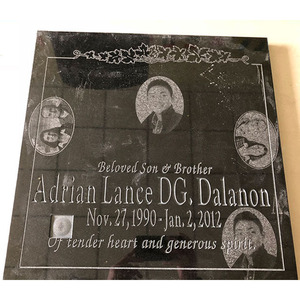 Beloved Son & Brother
Adrian Lance DG. Dalanon
Nov. 27, 1990 - Jan. 2, 2012
Of tender heart and generous spirit.